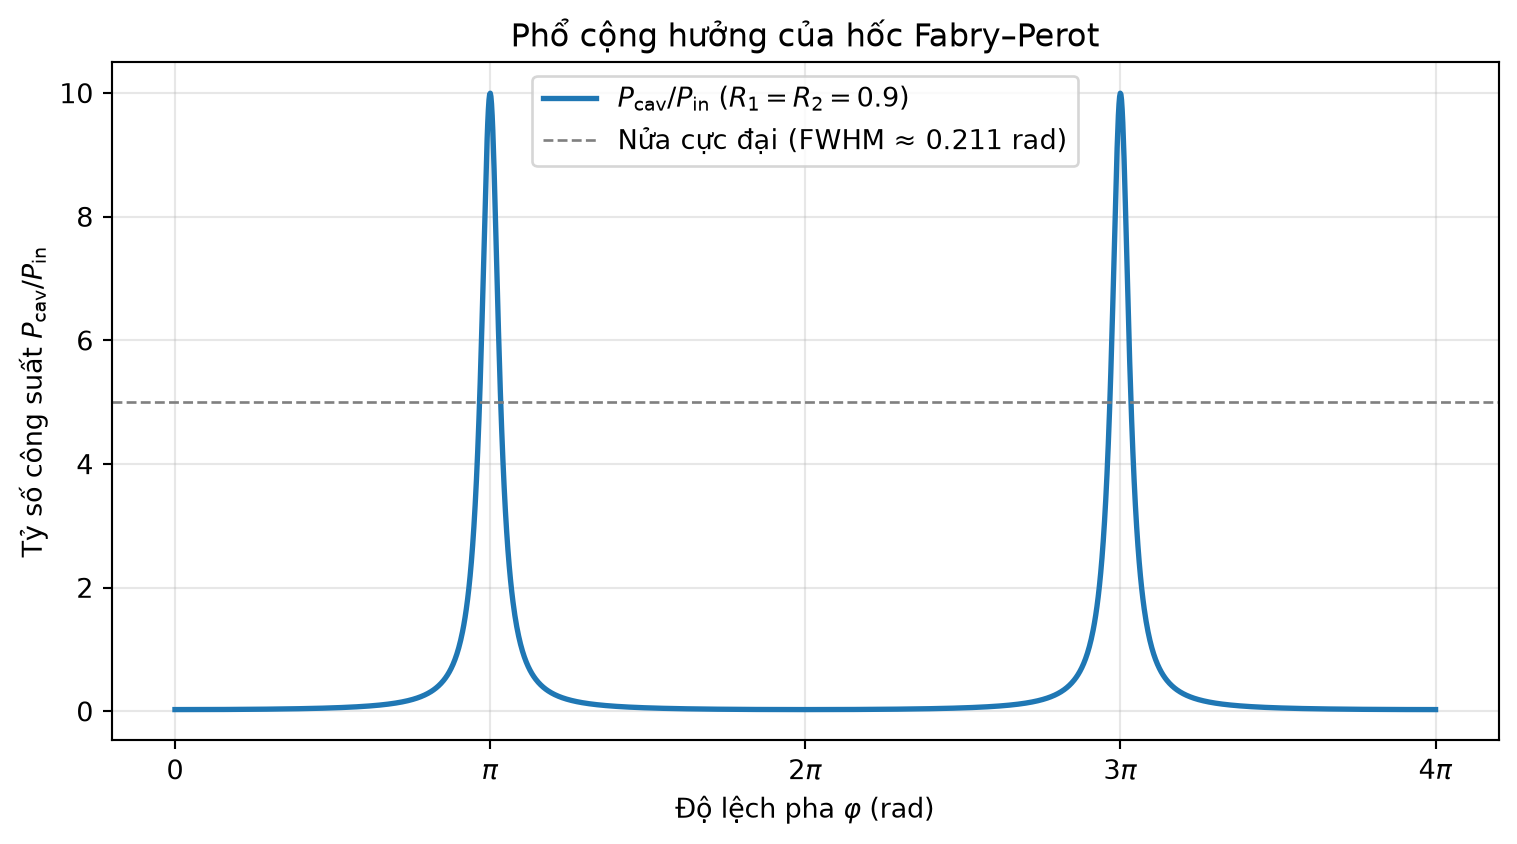 Phổ cộng hưởng của hốc Fabry–Perot
P_cav/P_in (R_1 = R_2 = 0.9)
Nửa cực đại (FWHM ≈ 0.211 rad)
Tỷ số công suất P_cav/P_in
10
8
6
4
2
0
0 π 2π 3π 4π
Độ lệch pha φ (rad)